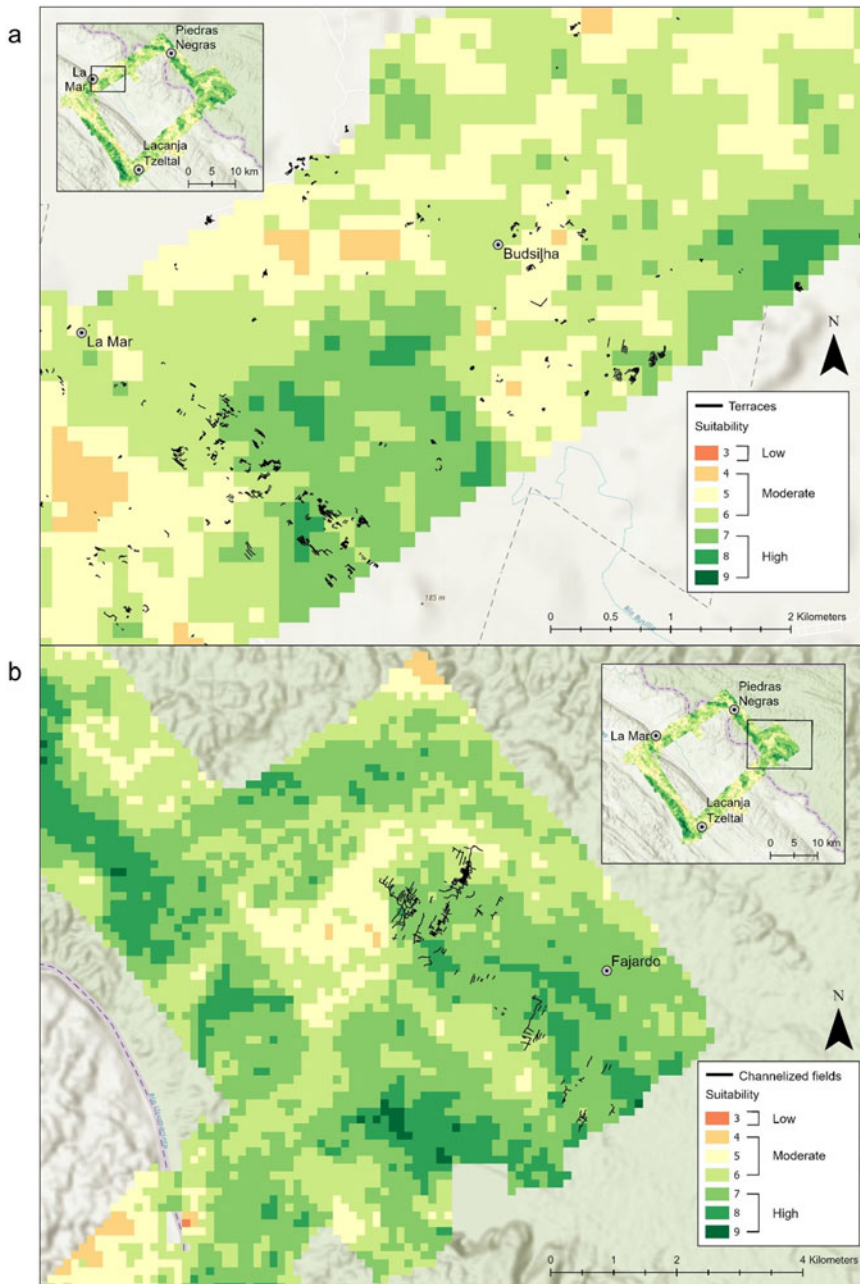 a
Piedras
Negras
La
Mar
Lacanja
Tzeltal
0 5 10 km
Budsilha
La Mar
N
Terraces
Suitability
3 Low
4
5 Moderate
6
7
8 High
9
185 m
0 0.5 1 2 Kilometers
b
Piedras
Negras
La Mar
Lacanja
Tzeltal
0 5 10 km
Fajardo
N
Channelized fields
Suitability
3 Low
4
5 Moderate
6
7
8 High
9
0 1 2 4 Kilometers